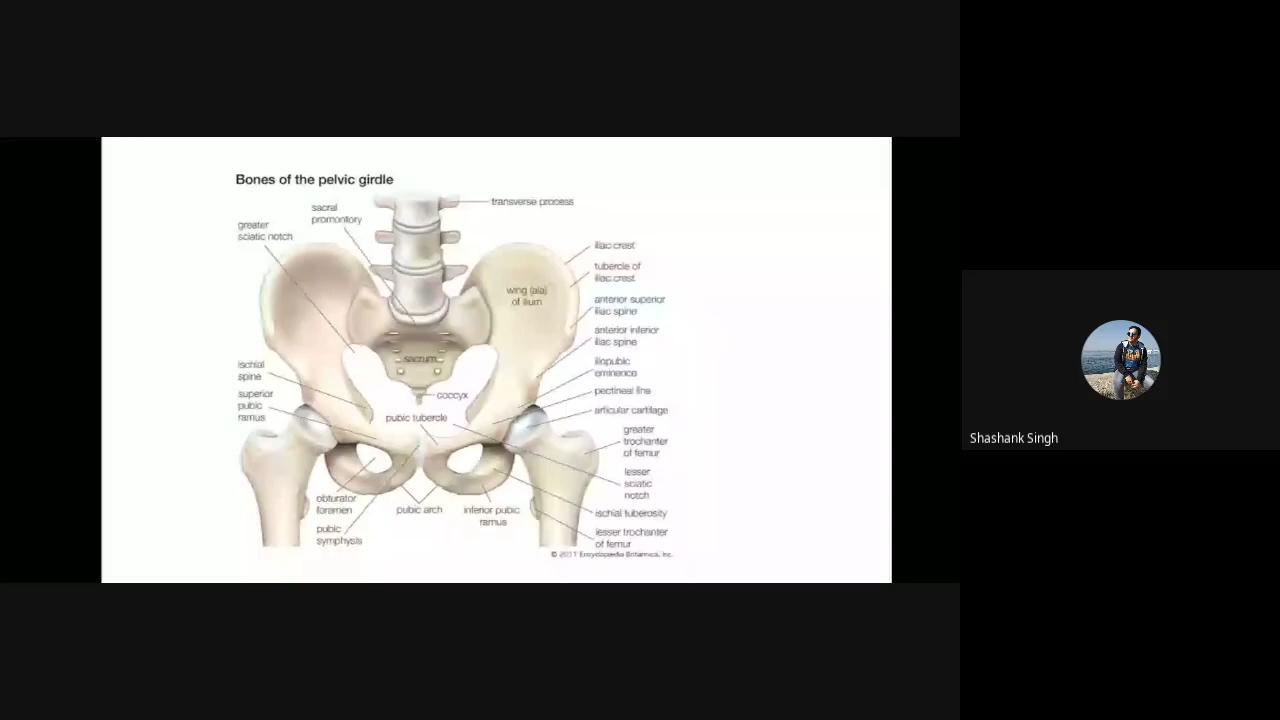 Bones of the pelvic girdle
transverse process
sacral
promontory
greater
sciatic notch
iliac crest
tubercle of
iliac crest
wing (ala)
of ilium
anterior superior
iliac spine
anterior inferior
iliac spine
sacrum
iliopubic
eminence
ischial
spine
pectineal line
coccyx
superior
pubic
ramus
articular cartilage
pubic tubercle
greater
trochanter
of femur
lesser
sciatic
notch
obturator
foramen
pubic arch
inferior pubic
ramus
ischial tuberosity
pubic
symphysis
lesser trochanter
of femur
© 2011 Encyclopædia Britannica, Inc.
Shashank Singh